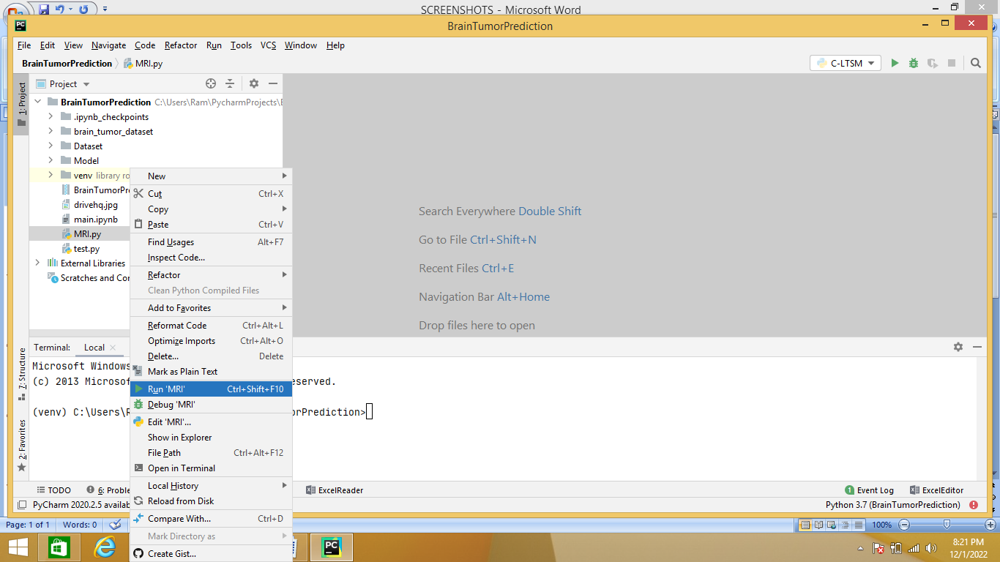 SCREENSHOTS - Microsoft Word
PC
BrainTumorPrediction
File Edit View Navigate Code Refactor Run Tools VCS Window Help
BrainTumorPrediction MRI.py C-LTSM
1: Project
Project
BrainTumorPrediction C:\Users\Ram\PycharmProjects\
.ipynb_checkpoints
brain_tumor_dataset
Dataset
Model
venv library ro
BrainTumorPr
drivehq.jpg
main.ipynb
MRI.py
test.py
External Libraries
Scratches and Co
New
Cut Ctrl+X
Copy
Paste Ctrl+V
Find Usages Alt+F7
Inspect Code...
Refactor
Clean Python Compiled Files
Add to Favorites
Reformat Code Ctrl+Alt+L
Optimize Imports Ctrl+Alt+O
Delete... Delete
Mark as Plain Text
Run 'MRI' Ctrl+Shift+F10
Debug 'MRI'
Edit 'MRI'...
Show in Explorer
File Path Ctrl+Alt+F12
Open in Terminal
Local History
Reload from Disk
Compare With... Ctrl+D
Mark Directory as
Create Gist...
Search Everywhere Double Shift
Go to File Ctrl+Shift+N
Recent Files Ctrl+E
Navigation Bar Alt+Home
Drop files here to open
7: Structure
2: Favorites
Terminal: Local
Microsoft Windows
(c) 2013 Microsof eserved.
(venv) C:\Users\R orPrediction>
TODO 6: Proble ExcelReader 1 Event Log ExcelEditor
PyCharm 2020.2.5 availab Python 3.7 (BrainTumorPrediction)
Page: 1 of 1 Words: 0 100%
PC
8:21 PM
12/1/2022